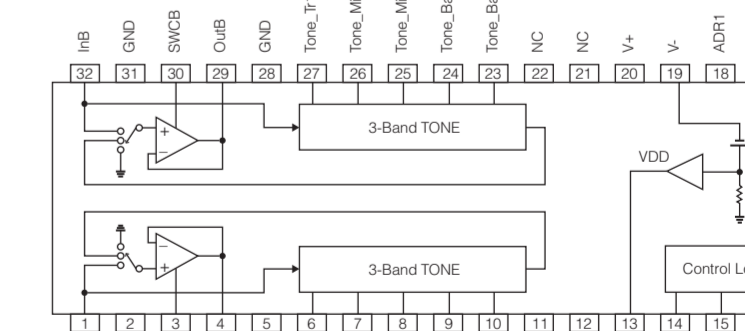 InB
GND
SWCB
OutB
GND
NC
NC
V+
V-
ADR1
32 31 30 29 28 27 26 25 24 23 22 21 20 19 18
3-Band TONE
VDD
+
−
−
+
3-Band TONE
Control
1 2 3 4 5 6 7 8 9 10 11 12 13 14 15